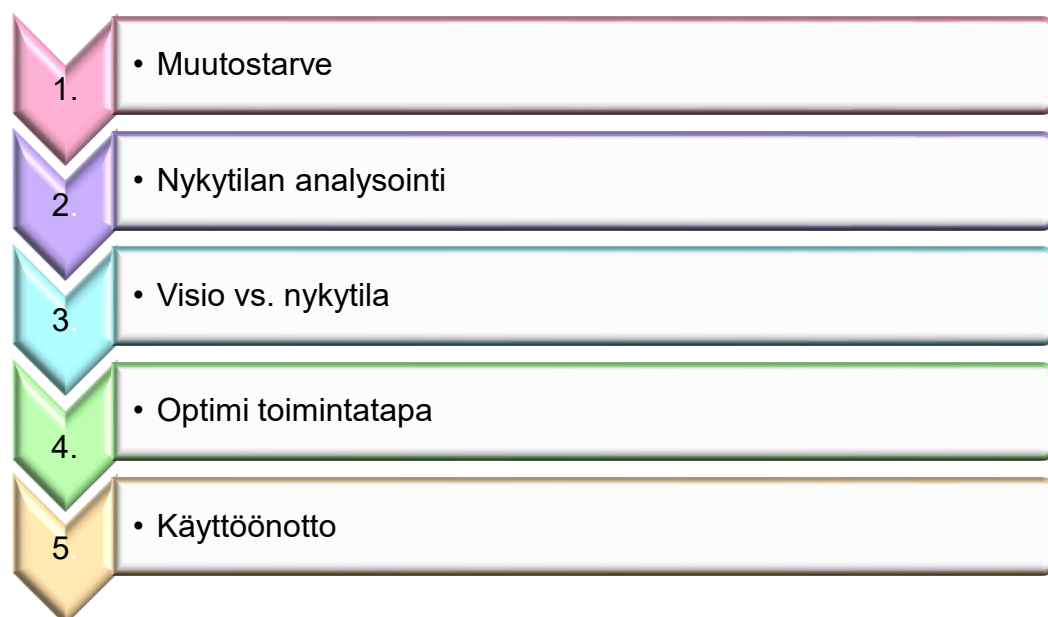 1. • Muutostarve
2. • Nykytilan analysointi
3. • Visio vs. nykytila
4. • Optimi toimintatapa
5. • Käyttöönotto